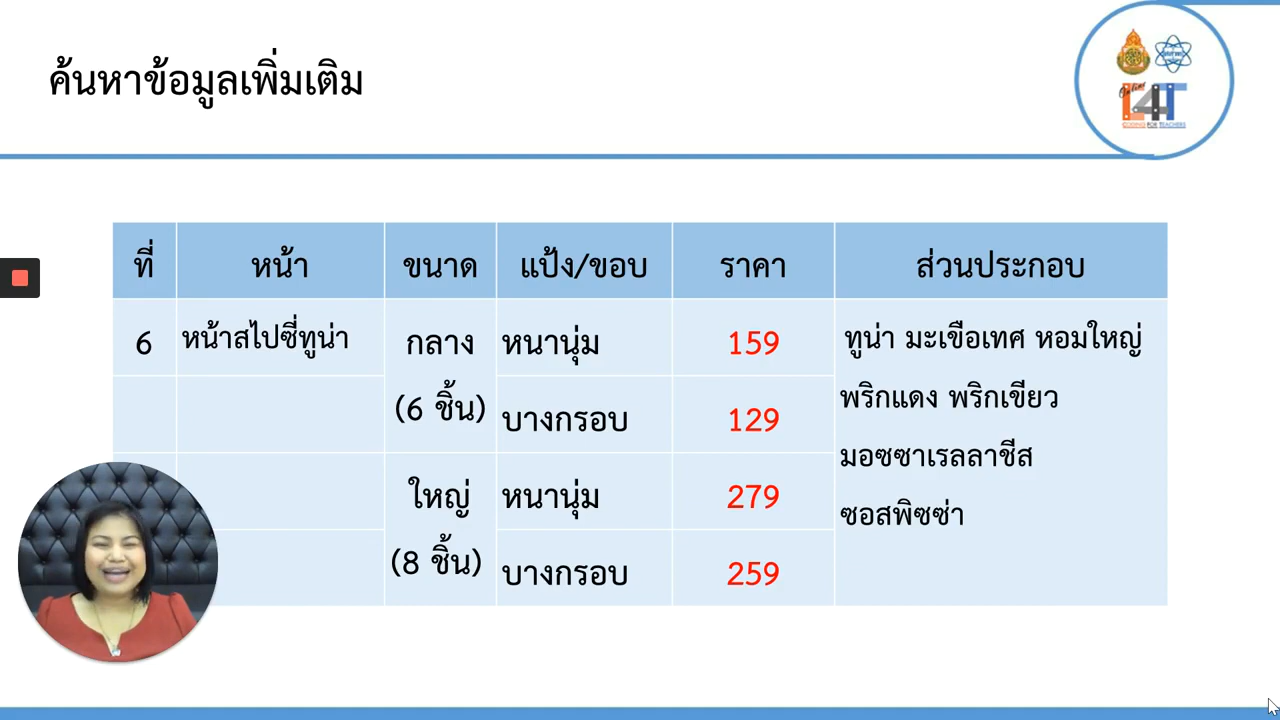 ค้นหาข้อมูลเพิ่มเติม
Online
C4T
CODING FOR TEACHERS
ที่ หน้า ขนาด แป้ง/ขอบ ราคา ส่วนประกอบ
6 หน้าสไปซี่ทูน่า กลาง หนานุ่ม 159 ทูน่า มะเขือเทศ หอมใหญ่
(6 ชิ้น) บางกรอบ 129 พริกแดง พริกเขียว
มอซซาเรลลาชีส
ใหญ่ หนานุ่ม 279 ซอสพิซซ่า
(8 ชิ้น) บางกรอบ 259